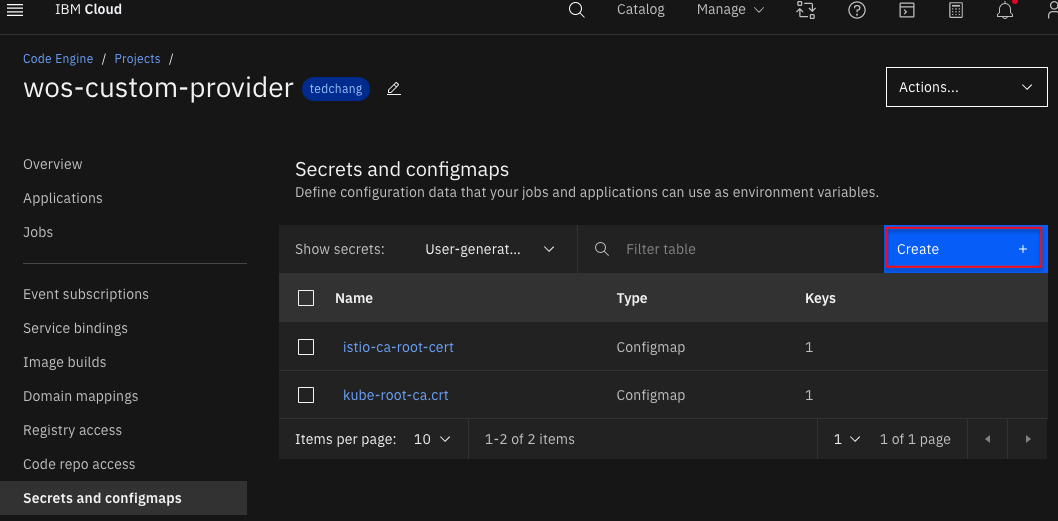 IBM Cloud Catalog Manage
Code Engine / Projects /
wos-custom-provider tedchang
Actions...
Overview
Applications
Jobs
Event subscriptions
Service bindings
Image builds
Domain mappings
Registry access
Code repo access
Secrets and configmaps
Secrets and configmaps
Define configuration data that your jobs and applications can use as environment variables.
Show secrets: User-generat... Filter table Create +
Name Type Keys
istio-ca-root-cert Configmap 1
kube-root-ca.crt Configmap 1
Items per page: 10 1-2 of 2 items 1 1 of 1 page